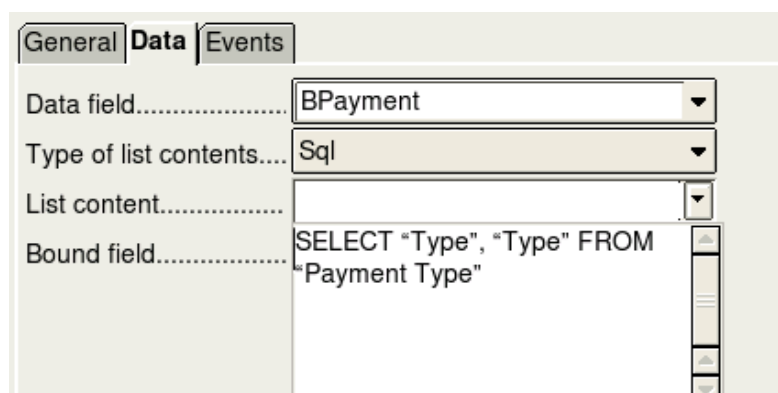 General Data Events
Data field..................... BPayment
Type of list contents.... Sql
List content.................
Bound field..................
SELECT “Type”, “Type” FROM
“Payment Type”